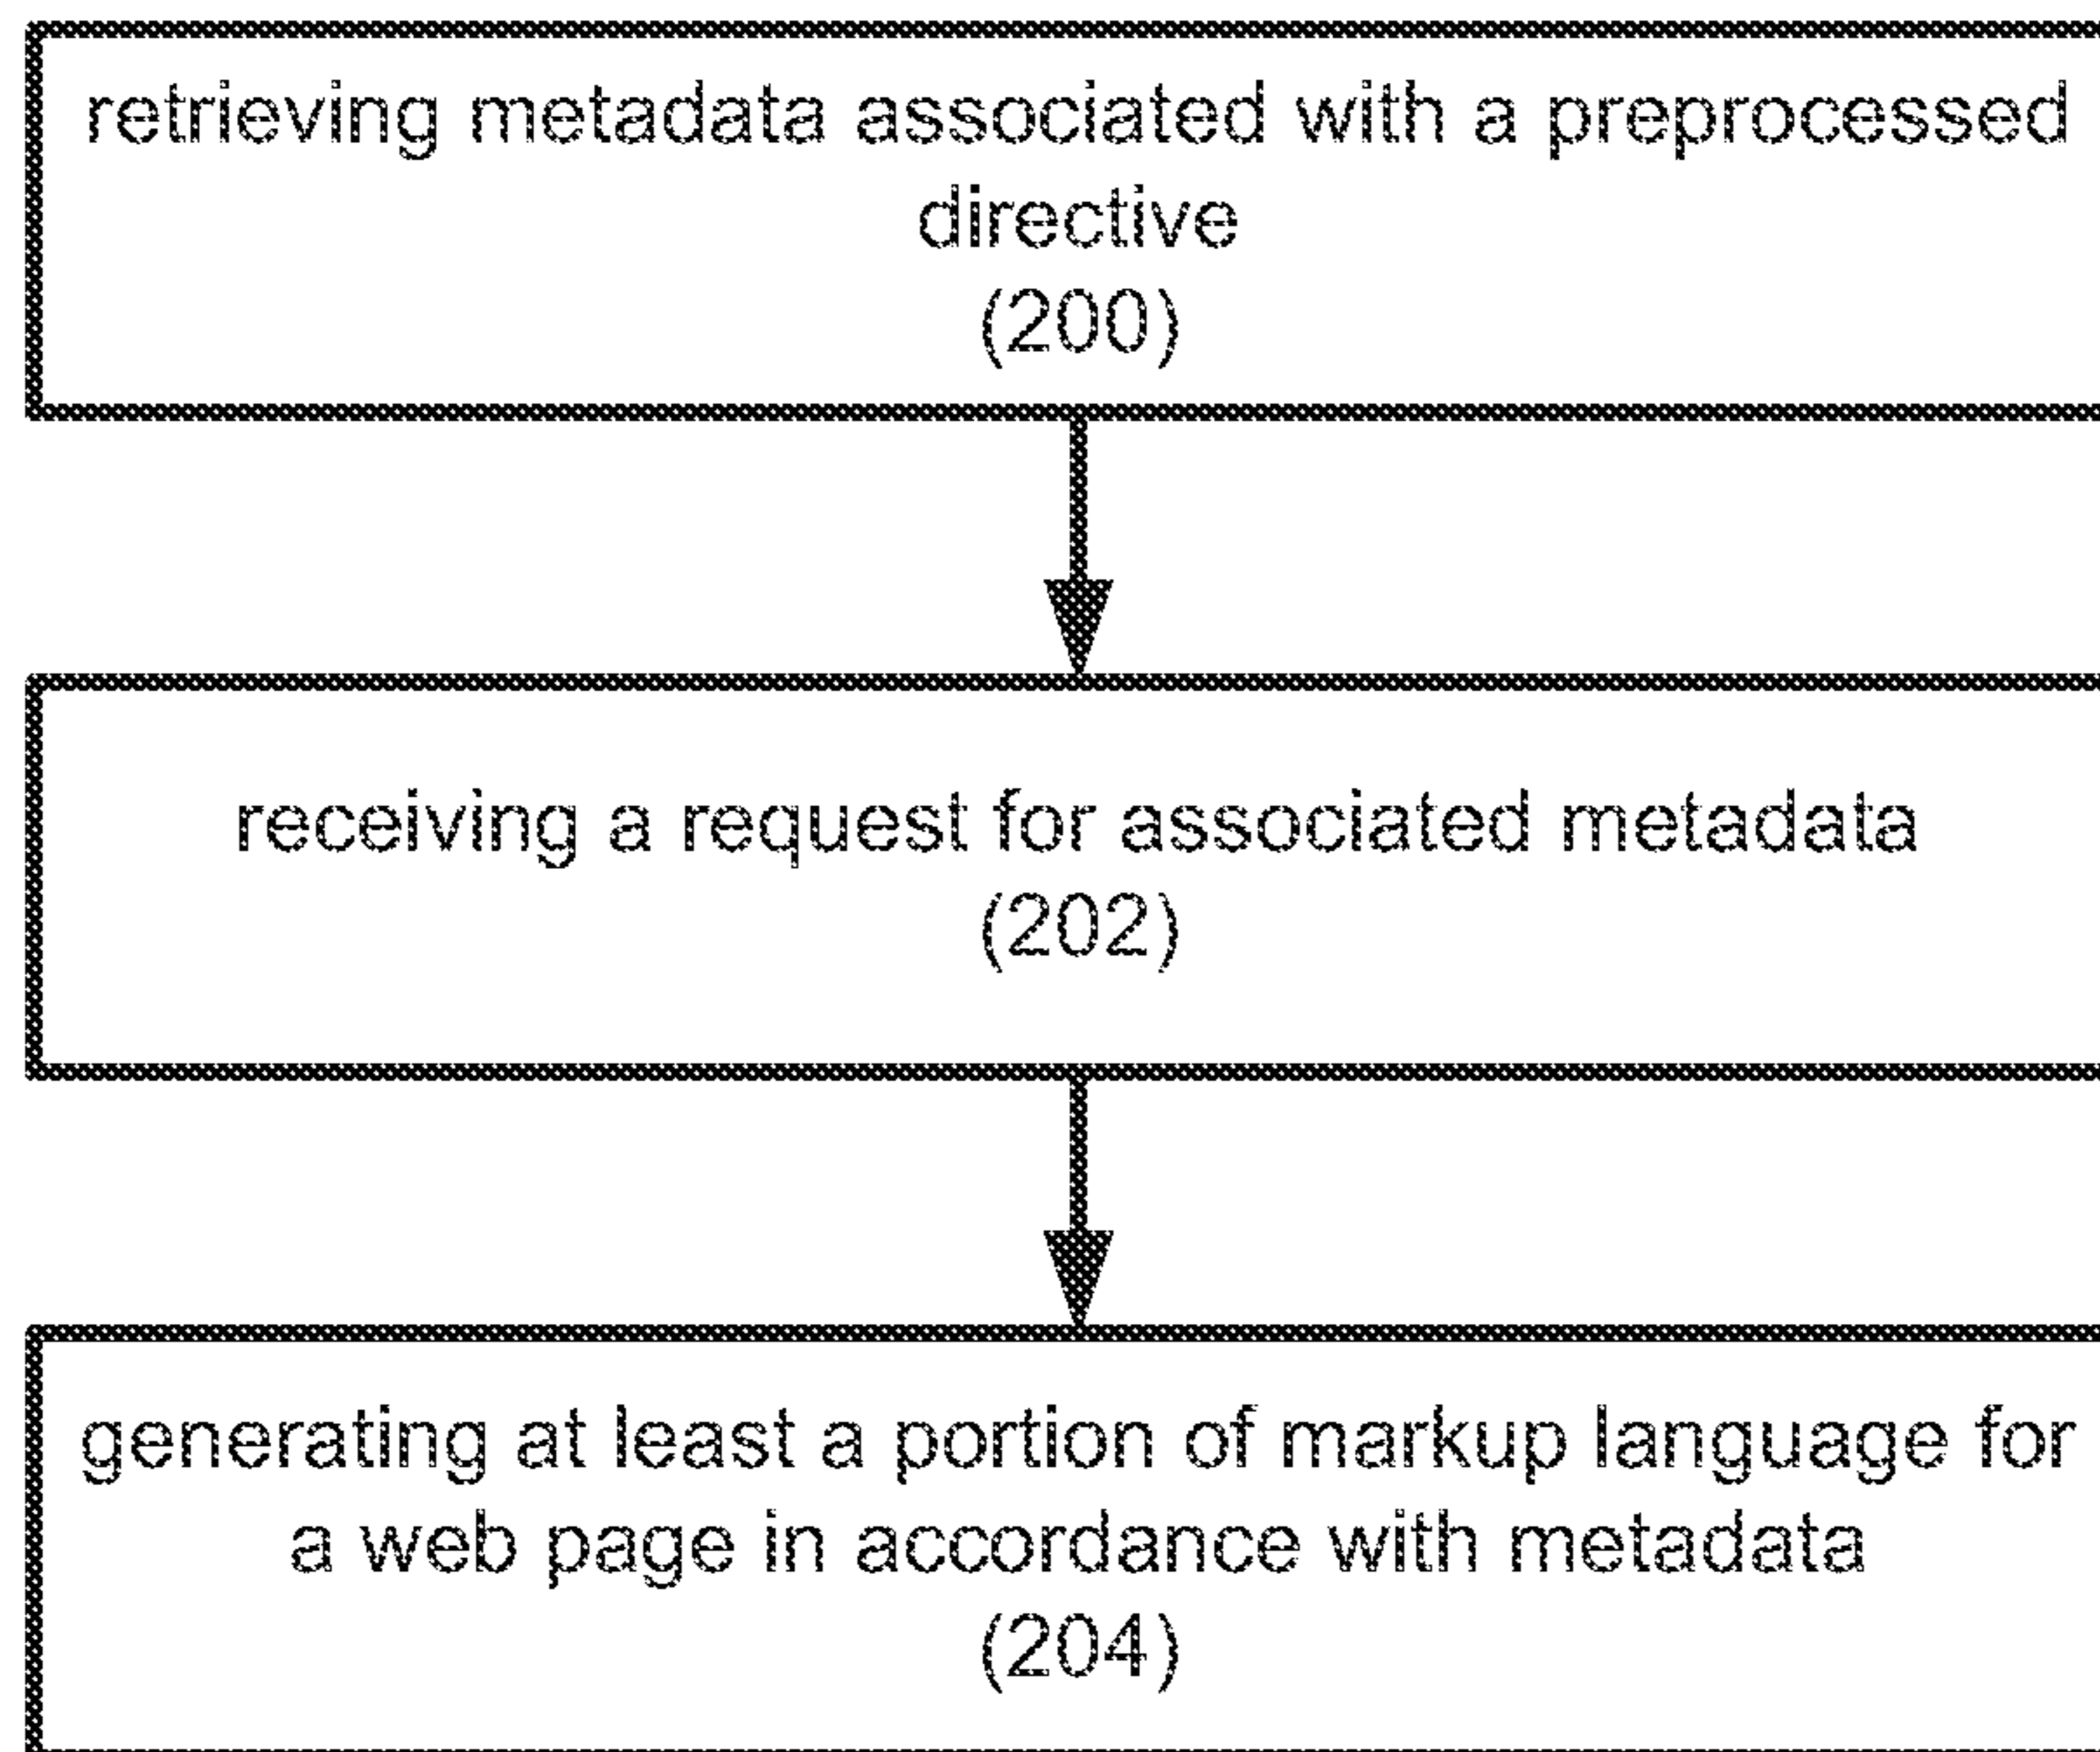 retrieving metadata associated with a preprocessed
directive
(200)
receiving a request for associated metadata
(202)
generating at least a portion of markup language for
a web page in accordance with metadata
(204)